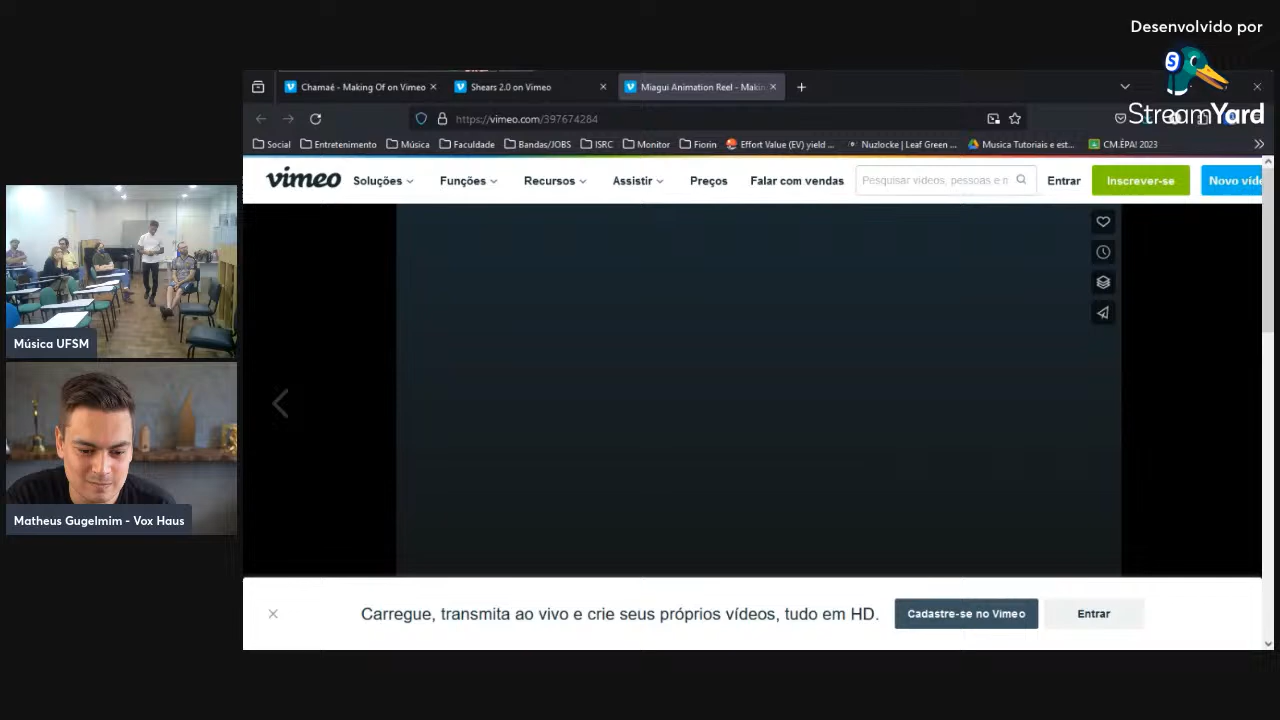 Desenvolvido por
StreamYard
Chamaé - Making Of on Vimeo
Shears 2.0 on Vimeo
Miagui Animation Reel - Making
https://vimeo.com/397674284
Social
Entretenimento
Música
Faculdade
Bandas/JOBS
ISRC
Monitor
Fiorin
Effort Value (EV) yield ...
Nuzlocke | Leaf Green ...
Musica Tutoriais e est...
CM.ÉPA! 2023
vimeo
Soluções
Funções
Recursos
Assistir
Preços
Falar com vendas
Pesquisar vídeos, pessoas e m
Entrar
Inscrever-se
Novo víde
Música UFSM
Matheus Gugelmim - Vox Haus
Carregue, transmita ao vivo e crie seus próprios vídeos, tudo em HD.
Cadastre-se no Vimeo
Entrar